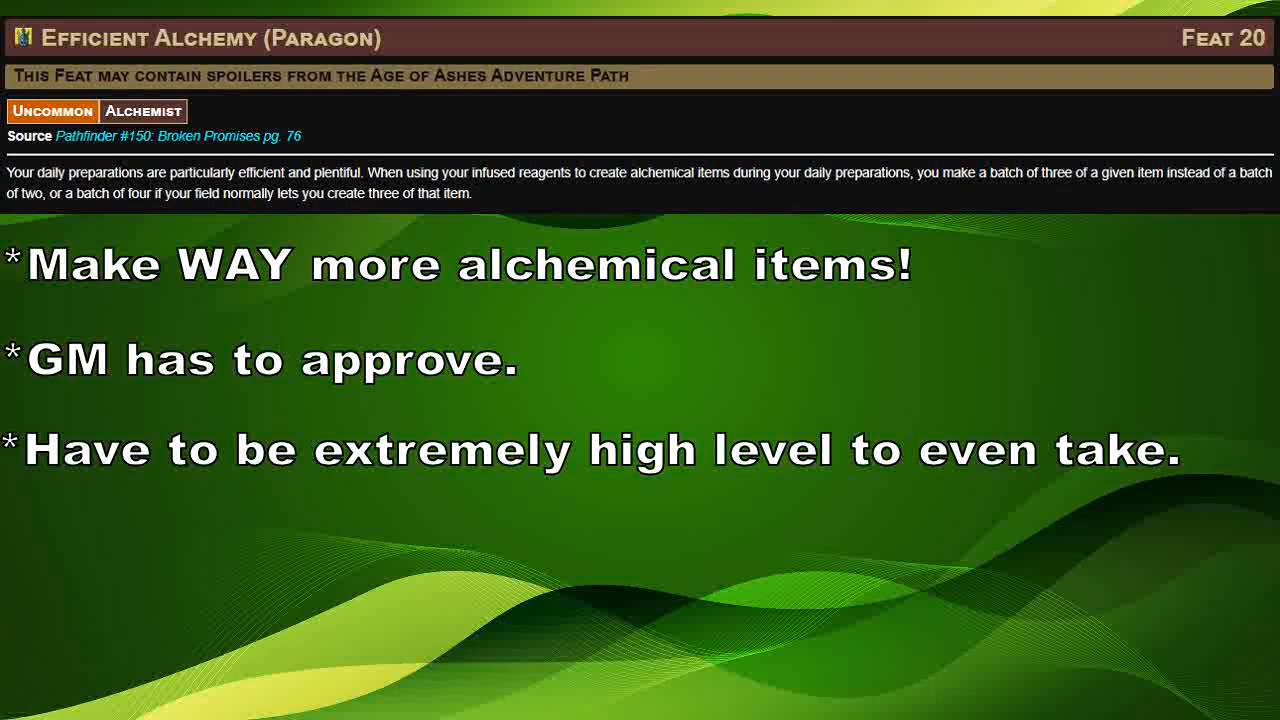 Efficient Alchemy (Paragon) Feat 20
This Feat may contain spoilers from the Age of Ashes Adventure Path
Uncommon Alchemist
Source Pathfinder #150: Broken Promises pg. 76
Your daily preparations are particularly efficient and plentiful. When using your infused reagents to create alchemical items during your daily preparations, you make a batch of three of a given item instead of a batch
of two, or a batch of four if your field normally lets you create three of that item.
*Make WAY more alchemical items!
*GM has to approve.
*Have to be extremely high level to even take.